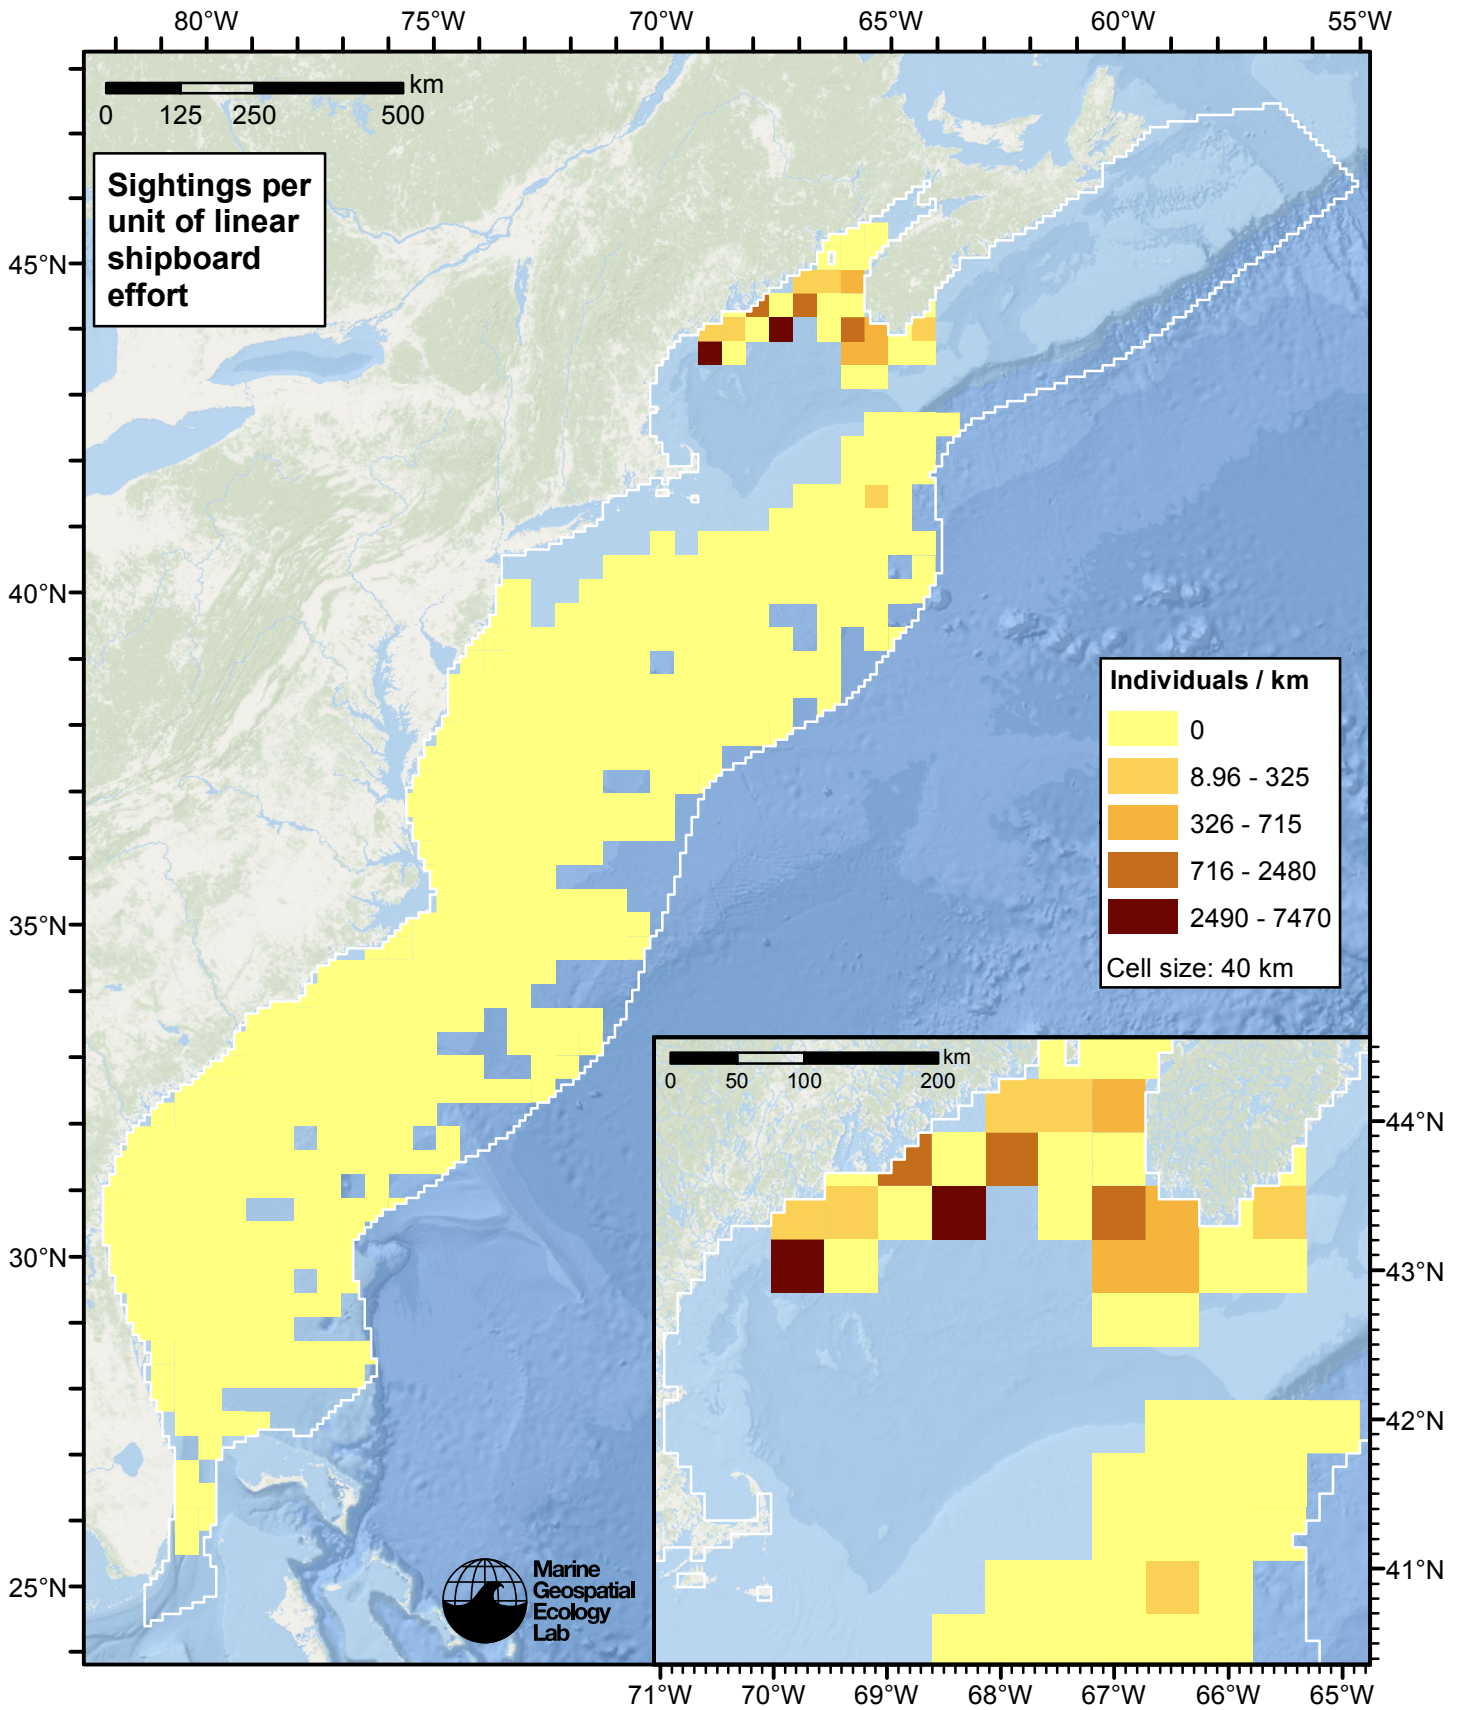 80°W 75°W 70°W 65°W 60°W 55°W
km
0 125 250 500
Sightings per
unit of linear
shipboard
effort
45°N
40°N
35°N
30°N
25°N
Individuals / km
0
8.96 - 325
326 - 715
716 - 2480
2490 - 7470
Cell size: 40 km
km
0 50 100 200
44°N
43°N
42°N
41°N
71°W 70°W 69°W 68°W 67°W 66°W 65°W
Marine
Geospatial
Ecology
Lab